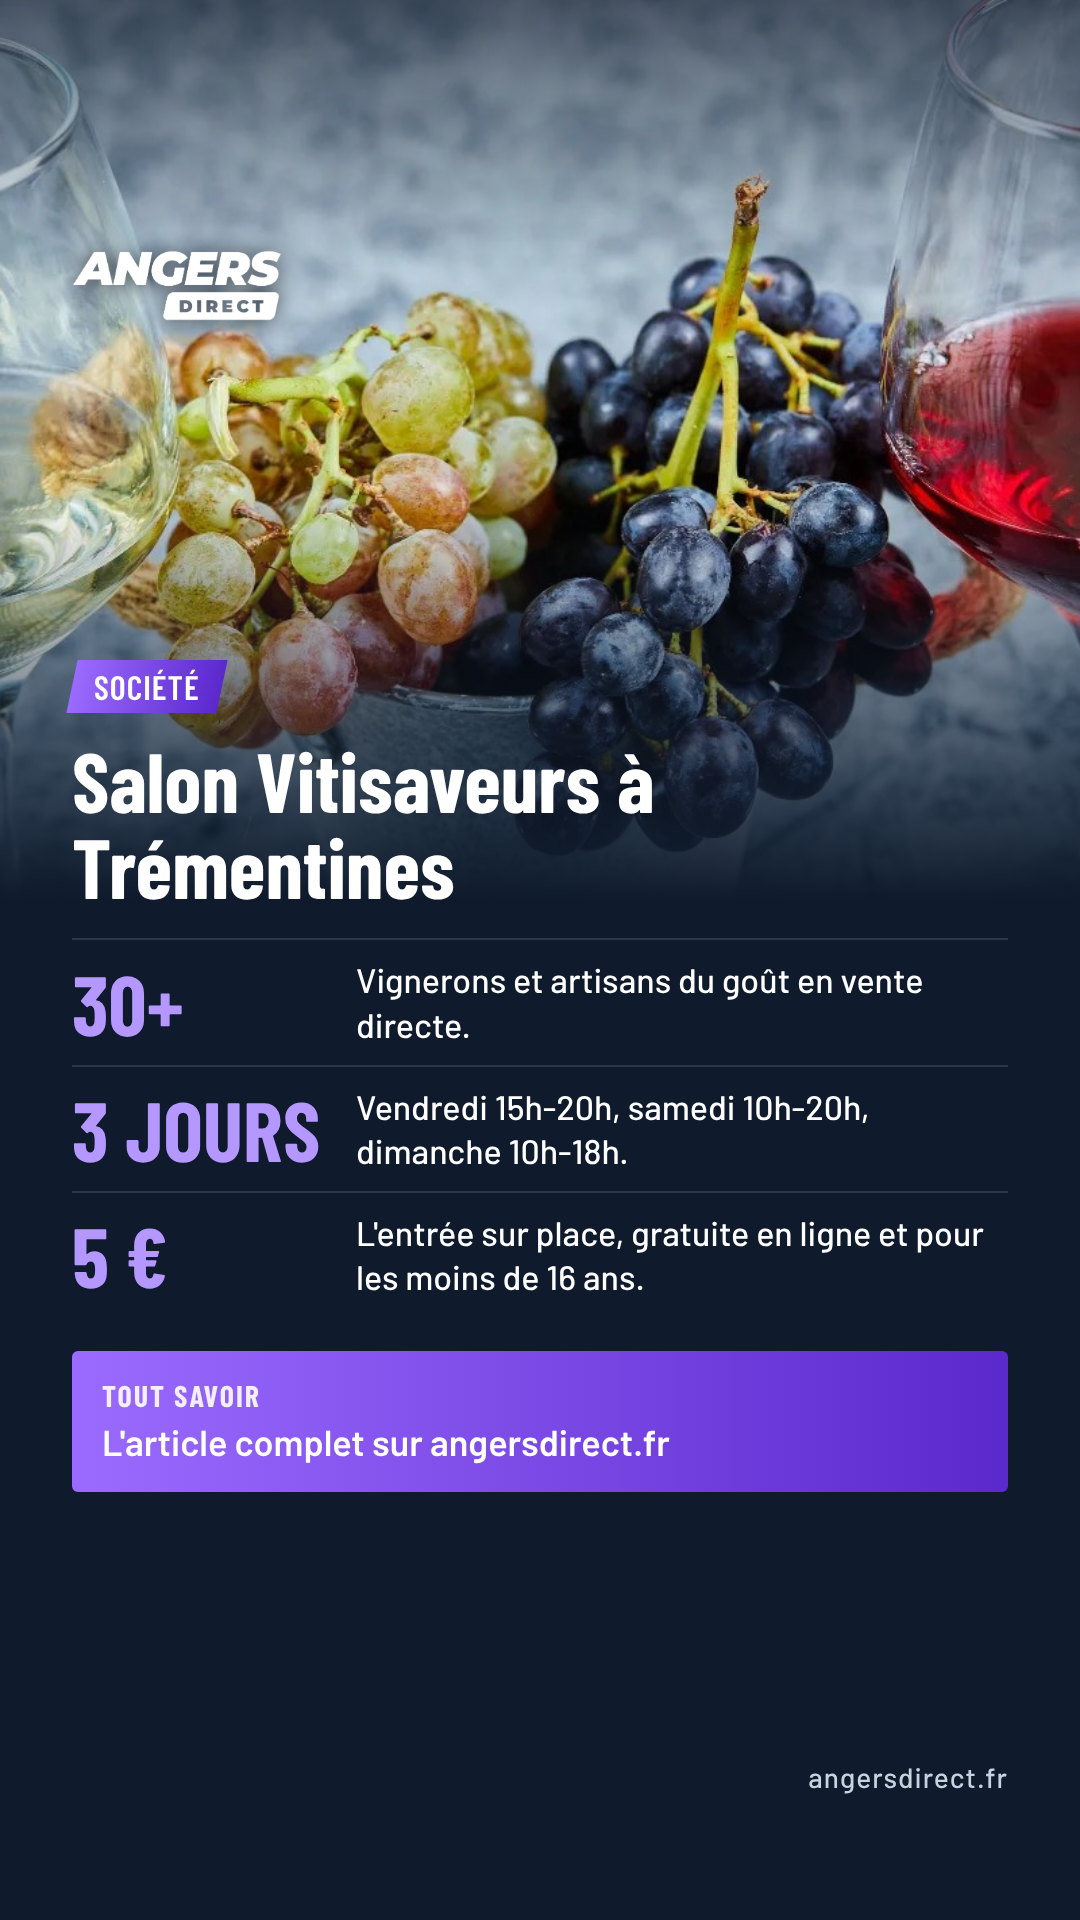 ANGERS
DIRECT
SOCIÉTÉ
Salon Vitisaveurs à
Trémentines
30+
Vignerons et artisans du goût en vente
directe.
3 JOURS
Vendredi 15h-20h, samedi 10h-20h,
dimanche 10h-18h.
5 €
L'entrée sur place, gratuite en ligne et pour
les moins de 16 ans.
TOUT SAVOIR
L'article complet sur angersdirect.fr
angersdirect.fr